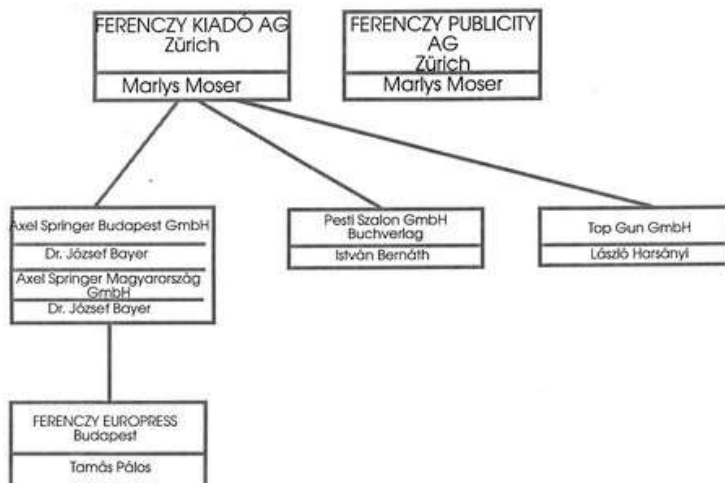 FERENCZY KIADÓ AG
Zürich
Marlys Moser
FERENCZY PUBLICITY
AG
Zürich
Marlys Moser
Axel Springer Budapest GmbH
Dr. József Bayer
Axel Springer Magyarország
GmbH
Dr. József Bayer
Pesti Szalon GmbH
Buchverlag
István Bernáth
Top Gun GmbH
László Harsányi
FERENCZY EUROPRESS
Budapest
Tamás Pálos